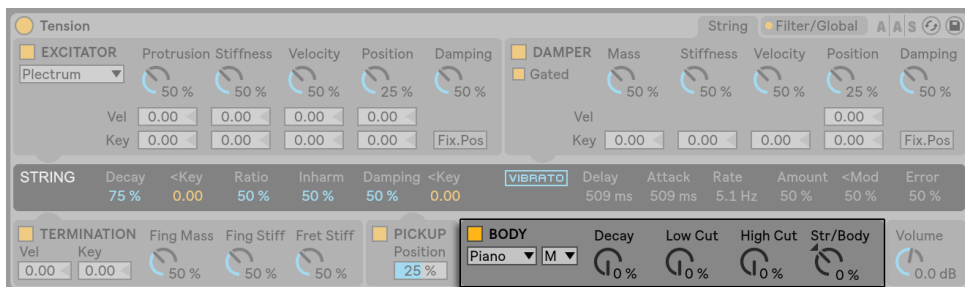 Tension String Filter/Global A A S
EXCITATOR Protrusion Stiffness Velocity Position Damping DAMPER Mass Stiffness Velocity Position Damping
Plectrum Gated
50 % 50 % 50 % 25 % 50 % 50 % 50 % 50 % 25 % 50 %
Vel 0.00 0.00 0.00 0.00 Vel 0.00
Key 0.00 0.00 0.00 0.00 Fix.Pos Key 0.00 0.00 0.00 0.00 Fix.Pos
STRING Decay <Key Ratio Inharm Damping <Key VIBRATO Delay Attack Rate Amount <Mod Error
75 % 0.00 50 % 50 % 50 % 0.00 509 ms 509 ms 5.1 Hz 50 % 50 % 50 %
TERMINATION Fing Mass Fing Stiff Fret Stiff PICKUP BODY Decay Low Cut High Cut Str/Body Volume
Vel Key Position Piano M
0.00 0.00 50 % 50 % 50 % 25 % 0 % 0 % 0 % 0 % 0.0 dB